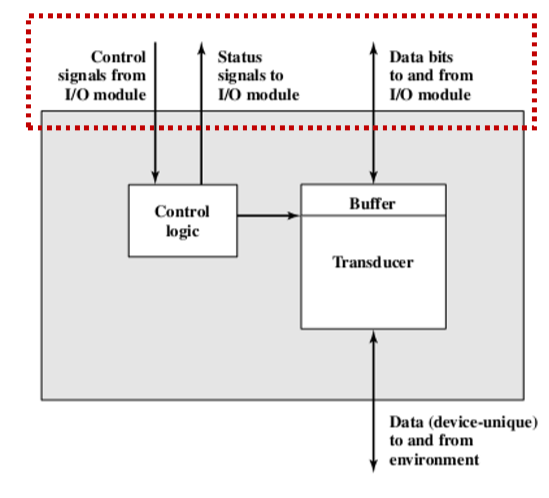 Control
signals from
I/O module
Status
signals to
I/O module
Data bits
to and from
I/O module
Control
logic
Buffer
Transducer
Data (device-unique)
to and from
environment